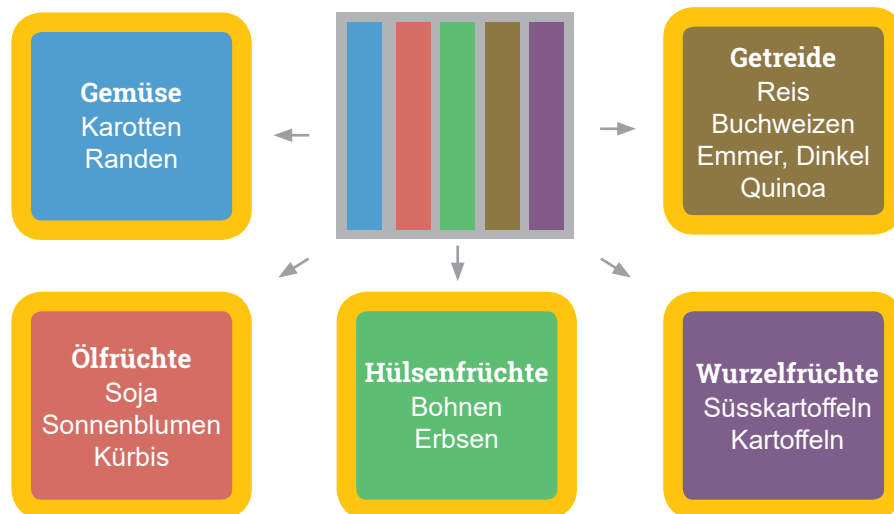 Gemüse
Karotten
Randen
Getreide
Reis
Buchweizen
Emmer, Dinkel
Quinoa
Ölfrüchte
Soja
Sonnenblumen
Kürbis
Hülsenfrüchte
Bohnen
Erbsen
Wurzelfrüchte
Süsskartoffeln
Kartoffeln